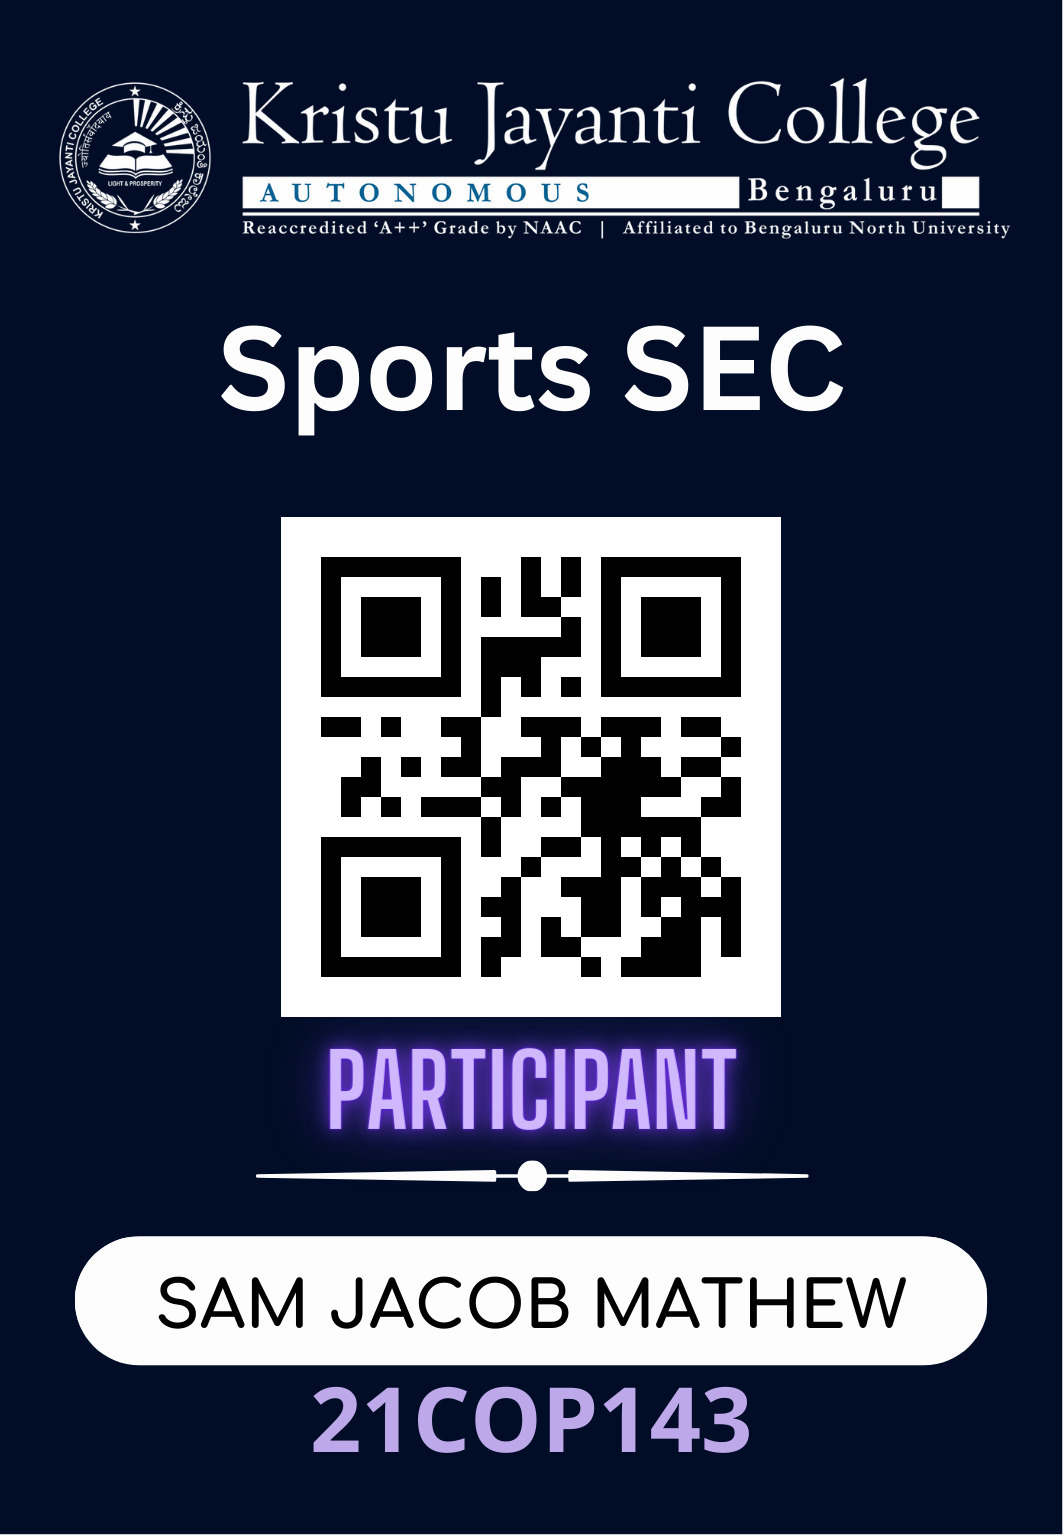 Kristu Jayanti College
AUTONOMOUS Bengaluru
Reaccredited ‘A++’ Grade by NAAC | Affiliated to Bengaluru North University
KRISTU JAYANTI COLLEGE
LIGHT & PROSPERITY
Sports SEC
PARTICIPANT
SAM JACOB MATHEW
21COP143